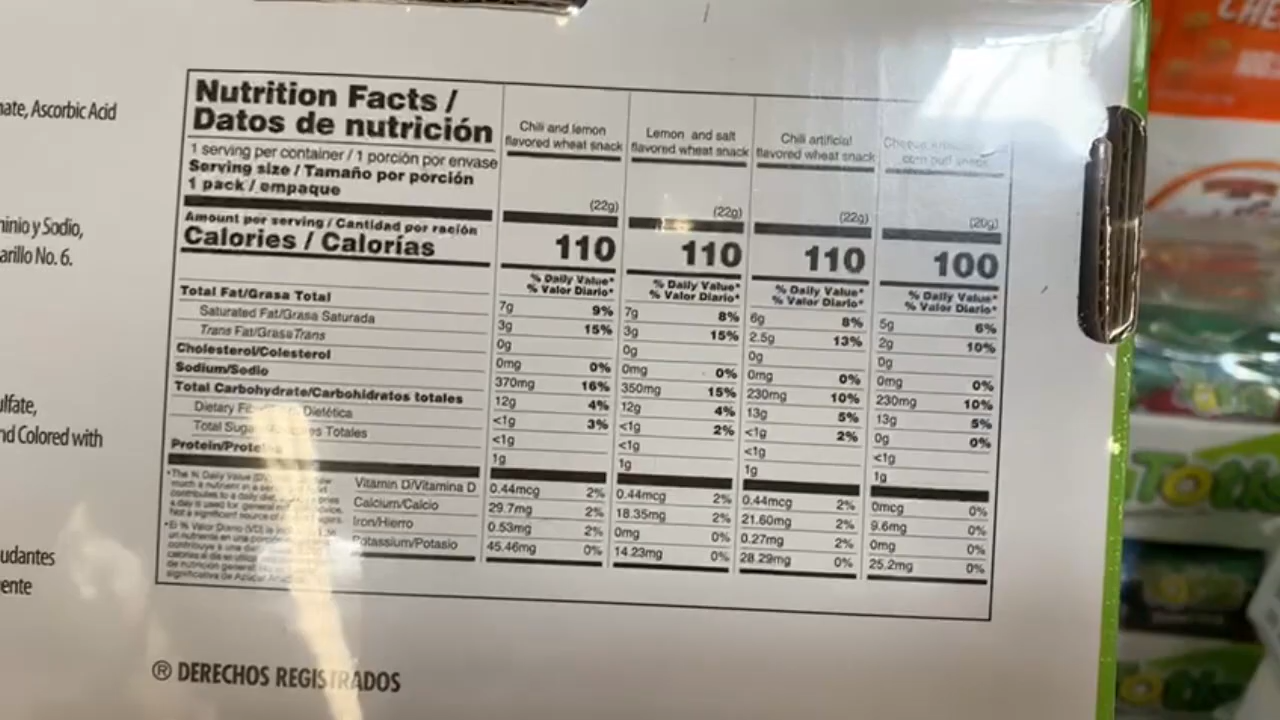 nate, Ascorbic Acid
inio y Sodio,
arillo No. 6.
ulfate,
nd Colored with
udantes
ente
Nutrition Facts /
Datos de nutrición
1 serving per container / 1 porción por envase
Serving size / Tamaño por porción
1 pack / empaque
Chili and lemon
flavored wheat snack
Lemon and salt
flavored wheat snack
Chili artificial
flavored wheat snack
corn puff snack
(22g) (22g) (22g) (20g)
Amount per serving / Cantidad por ración
Calories / Calorías 110 110 110 100
% Daily Value* % Daily Value* % Daily Value* % Daily Value*
% Valor Diario* % Valor Diario* % Valor Diario* % Valor Diario*
Total Fat/Grasa Total 7g 9% 7g 8% 6g 8% 5g 6%
Saturated Fat/Grasa Saturada 3g 15% 3g 15% 2.5g 13% 2g 10%
Trans Fat/Grasa Trans 0g 0g 0g 0g
Cholesterol/Colesterol 0mg 0% 0mg 0% 0mg 0% 0mg 0%
Sodium/Sodio 370mg 16% 350mg 15% 230mg 10% 230mg 10%
Total Carbohydrate/Carbohidratos totales 12g 4% 12g 4% 13g 5% 13g 5%
Dietary Dietética <1g 3% <1g 2% <1g 2% 0g 0%
Total Totales <1g <1g <1g <1g
Protein/ 1g 1g 1g 1g
Vitamin D/Vitamina D 0.44mcg 2% 0.44mcg 2% 0.44mcg 2% 0mcg 0%
Calcium/Calcio 29.7mg 2% 18.35mg 2% 21.60mg 2% 9.6mg 0%
Iron/Hierro 0.53mg 2% 0mg 0% 0.27mg 2% 0mg 0%
Potassium/Potasio 45.46mg 0% 14.23mg 0% 28.29mg 0% 25.2mg 0%
® DERECHOS REGISTRADOS